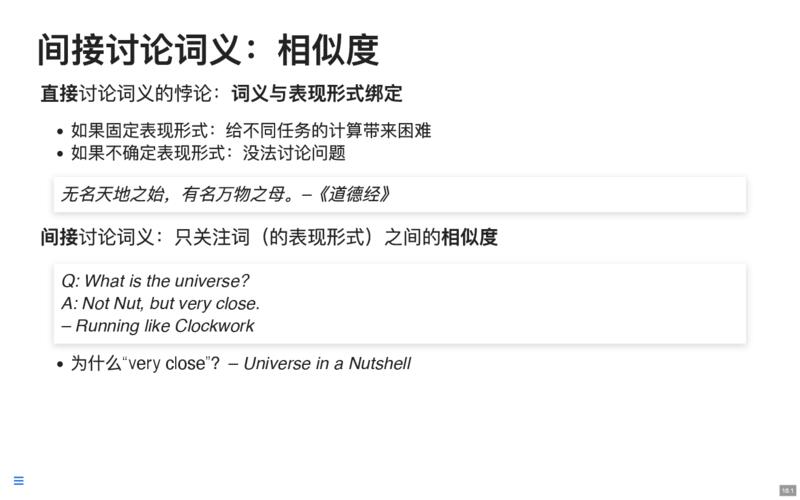 间接讨论词义：相似度
直接讨论词义的悖论：词义与表现形式绑定
• 如果固定表现形式：给不同任务的计算带来困难
• 如果不确定表现形式：没法讨论问题
无名天地之始，有名万物之母。–《道德经》
间接讨论词义：只关注词（的表现形式）之间的相似度
Q: What is the universe?
A: Not Nut, but very close.
– Running like Clockwork
• 为什么“very close”？ – Universe in a Nutshell